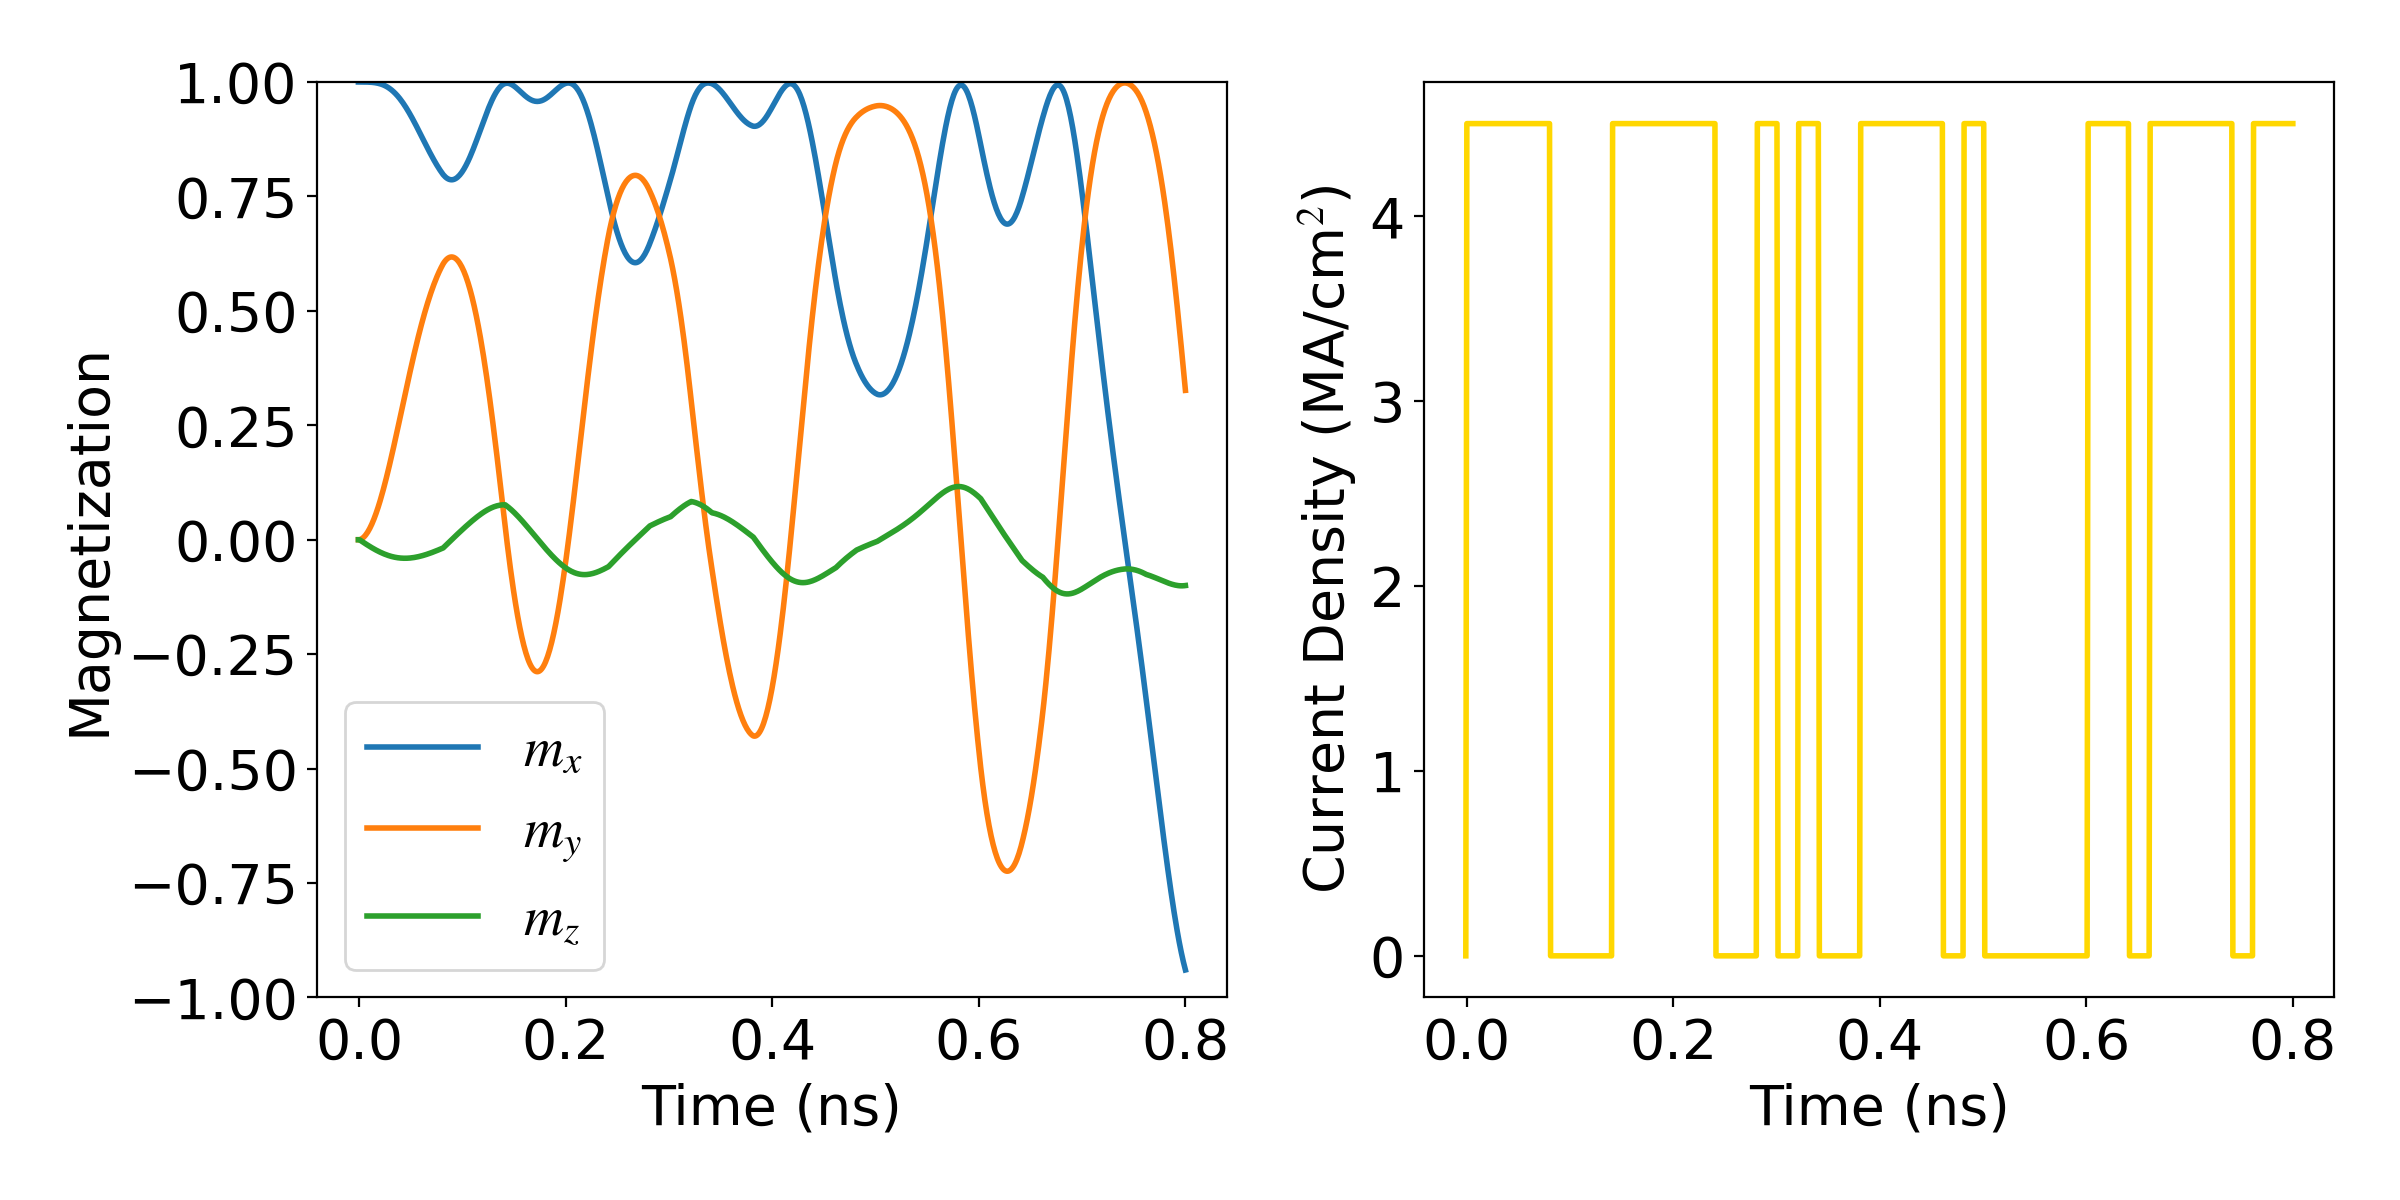 Magnetization
1.00
0.75
0.50
0.25
0.00
−0.25
−0.50
−0.75
−1.00
m_x
m_y
m_z
0.0 0.2 0.4 0.6 0.8
Time (ns)
Current Density (MA/cm²)
4
3
2
1
0
0.0 0.2 0.4 0.6 0.8
Time (ns)